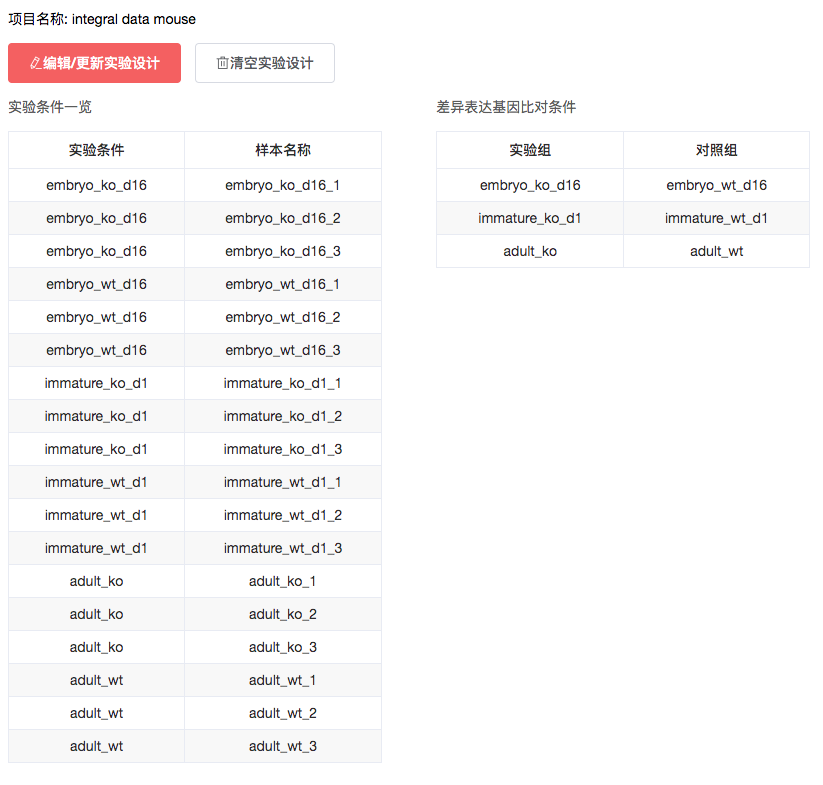 项目名称: integral data mouse
编辑/更新实验设计 清空实验设计
实验条件一览
实验条件 样本名称
embryo_ko_d16 embryo_ko_d16_1
embryo_ko_d16 embryo_ko_d16_2
embryo_ko_d16 embryo_ko_d16_3
embryo_wt_d16 embryo_wt_d16_1
embryo_wt_d16 embryo_wt_d16_2
embryo_wt_d16 embryo_wt_d16_3
immature_ko_d1 immature_ko_d1_1
immature_ko_d1 immature_ko_d1_2
immature_ko_d1 immature_ko_d1_3
immature_wt_d1 immature_wt_d1_1
immature_wt_d1 immature_wt_d1_2
immature_wt_d1 immature_wt_d1_3
adult_ko adult_ko_1
adult_ko adult_ko_2
adult_ko adult_ko_3
adult_wt adult_wt_1
adult_wt adult_wt_2
adult_wt adult_wt_3
差异表达基因比对条件
实验组 对照组
embryo_ko_d16 embryo_wt_d16
immature_ko_d1 immature_wt_d1
adult_ko adult_wt